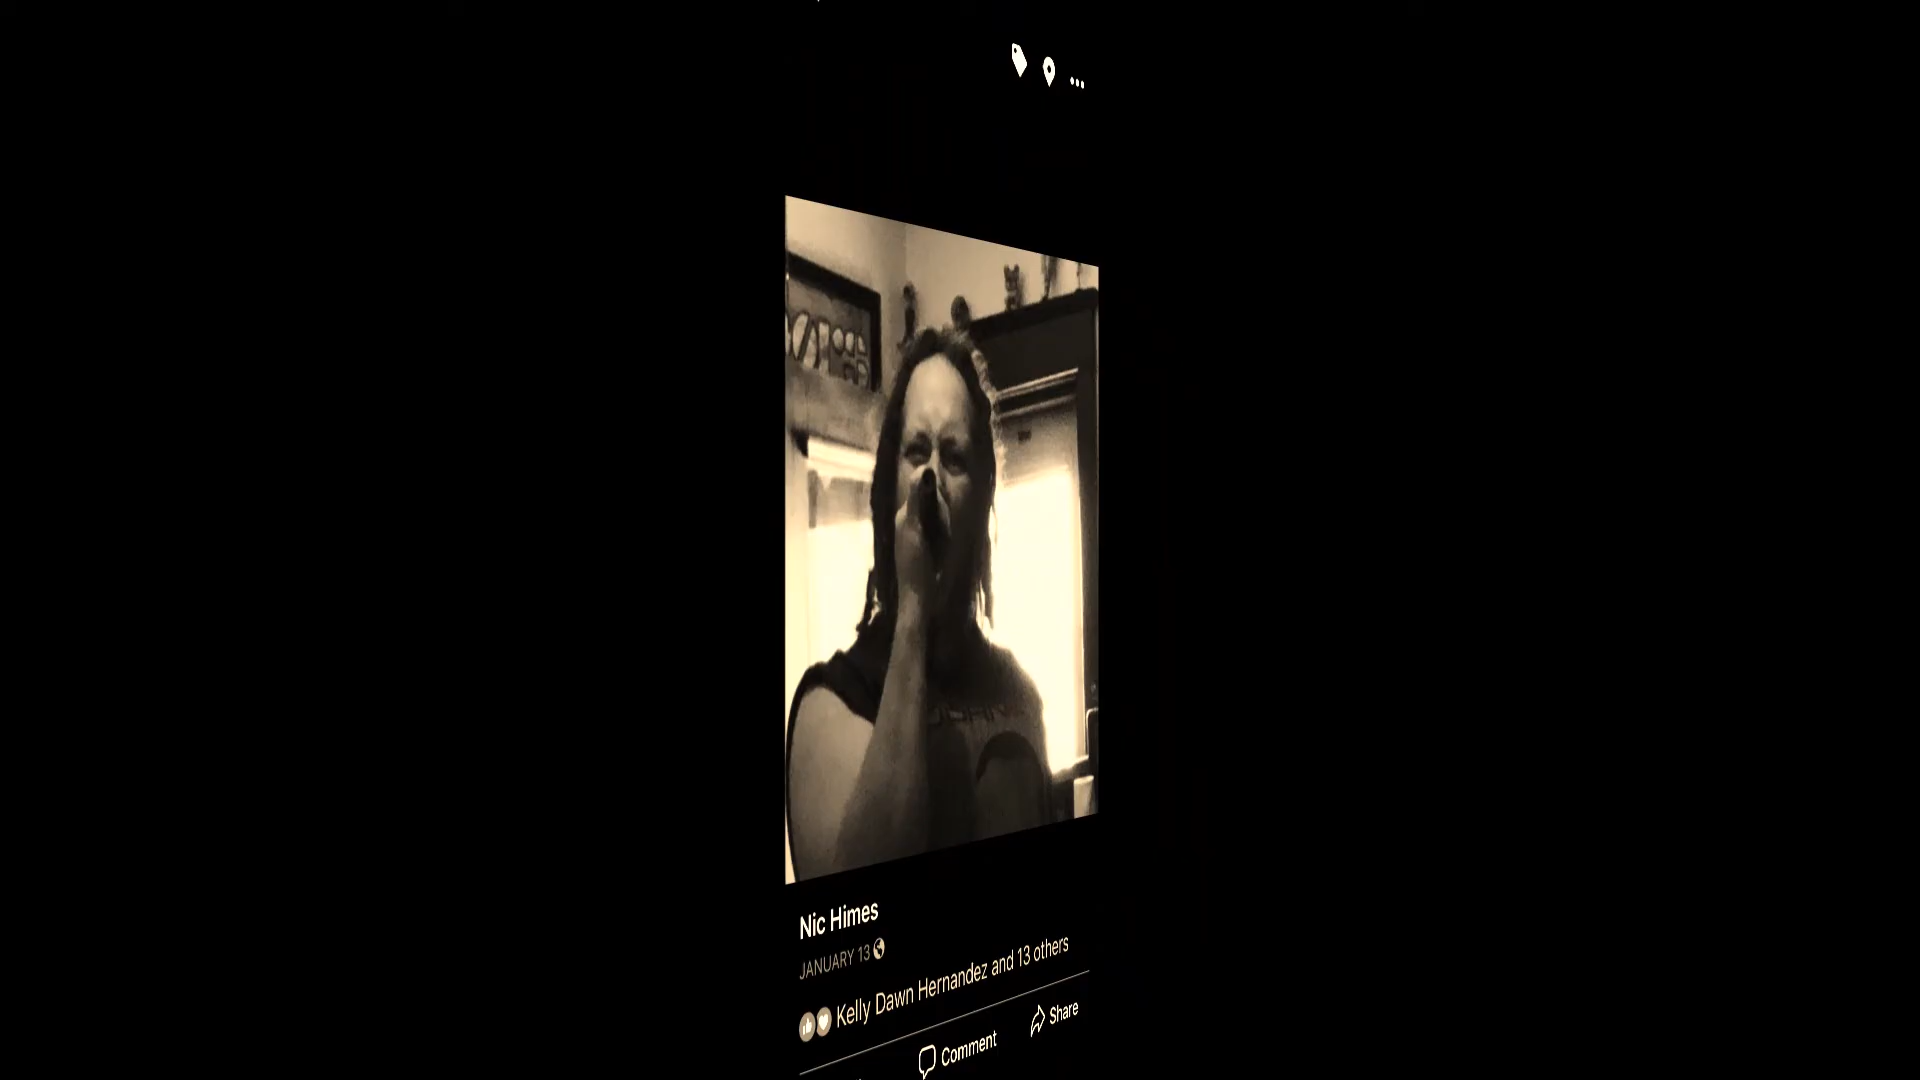 Nic Himes
JANUARY 13
Kelly Dawn Hernandez and 13 others
Comment
Share